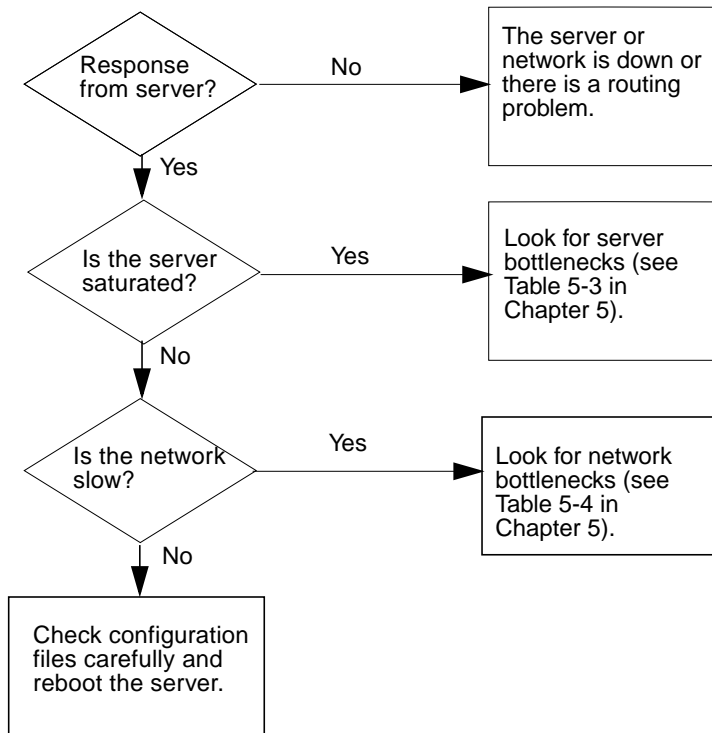 Response
from server?
No
The server or
network is down or
there is a routing
problem.
Yes
Is the server
saturated?
Yes
Look for server
bottlenecks (see
Table 5-3 in
Chapter 5).
No
Is the network
slow?
Yes
Look for network
bottlenecks (see
Table 5-4 in
Chapter 5).
No
Check configuration
files carefully and
reboot the server.